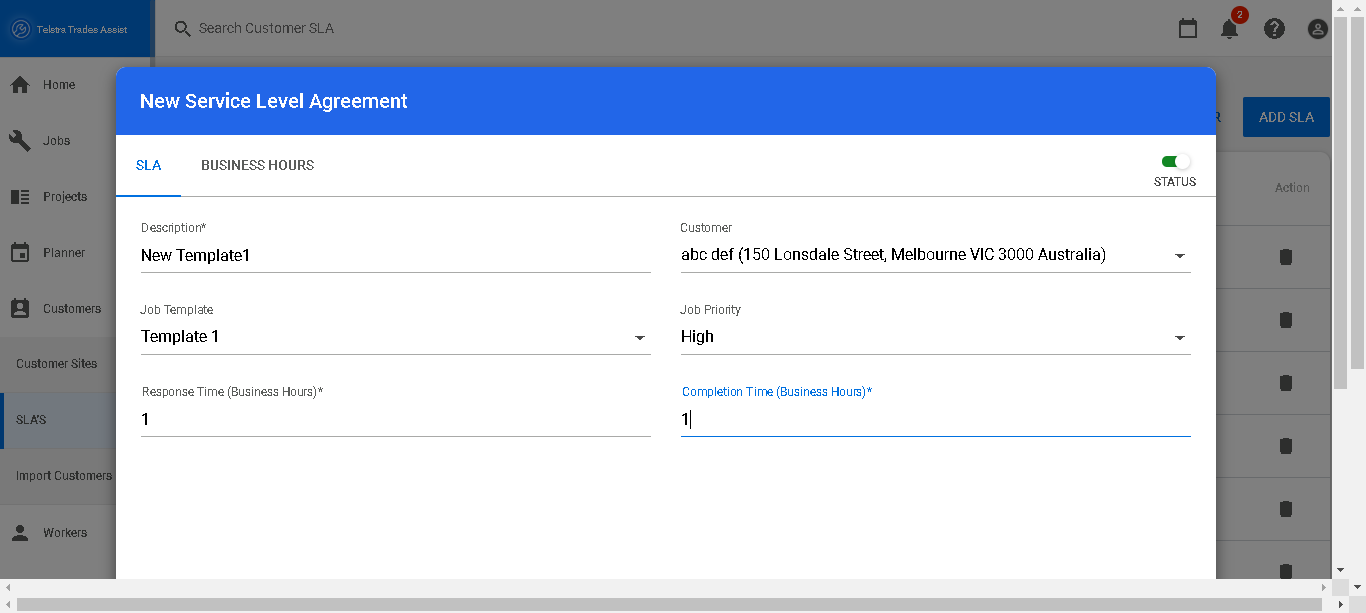 Telstra Trades Assist
Search Customer SLA
2
Home
Jobs
Projects
Planner
Customers
Customer Sites
SLA'S
Import Customers
Workers
ADD SLA
Action
New Service Level Agreement
SLA
BUSINESS HOURS
STATUS
Description*
New Template1
Customer
abc def (150 Lonsdale Street, Melbourne VIC 3000 Australia)
Job Template
Template 1
Job Priority
High
Response Time (Business Hours)*
1
Completion Time (Business Hours)*
1